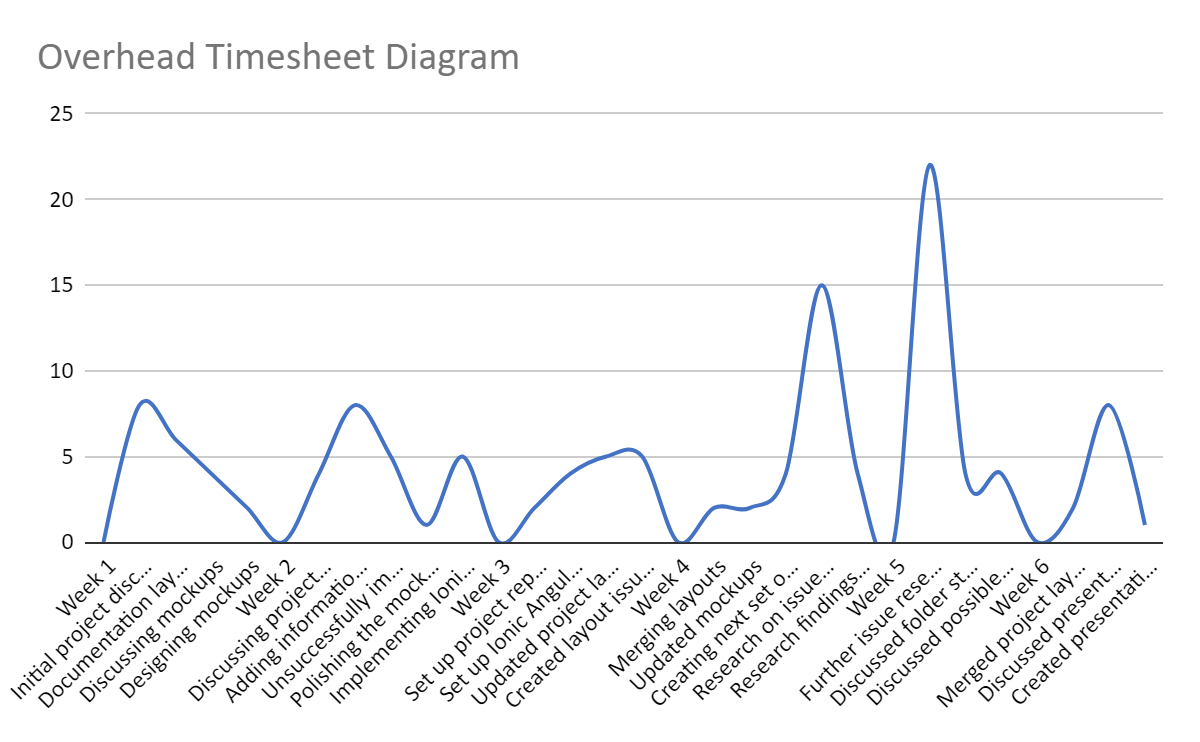 Overhead Timesheet Diagram
25
20
15
10
5
0
Week 1
Initial project disc...
Documentation lay...
Discussing mockups
Designing mockups
Week 2
Discussing project...
Adding informatio...
Unsuccessfully im...
Polishing the mock...
Implementing Ioni...
Week 3
Set up project rep...
Set up Ionic Angul...
Updated project la...
Created layout issu...
Week 4
Merging layouts
Updated mockups
Creating next set o...
Research on issue...
Research findings...
Week 5
Further issue rese...
Discussed folder st...
Discussed possible...
Week 6
Merged project lay...
Discussed present...
Created presentati...